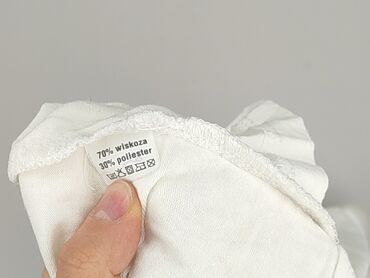 70% wiskoza
30% poliester